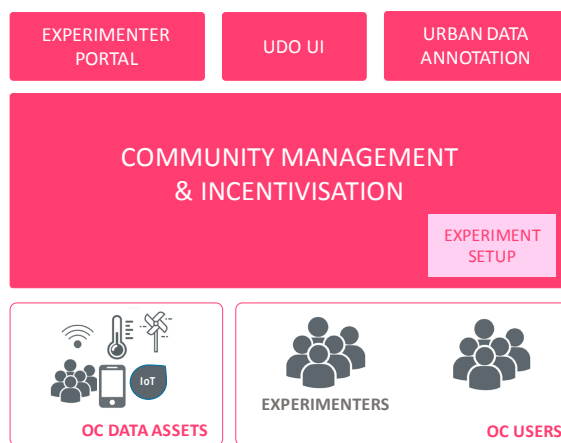 EXPERIMENTER
PORTAL
UDO UI
URBAN DATA
ANNOTATION
COMMUNITY MANAGEMENT
& INCENTIVISATION
EXPERIMENT
SETUP
IoT
OC DATA ASSETS
EXPERIMENTERS
OC USERS